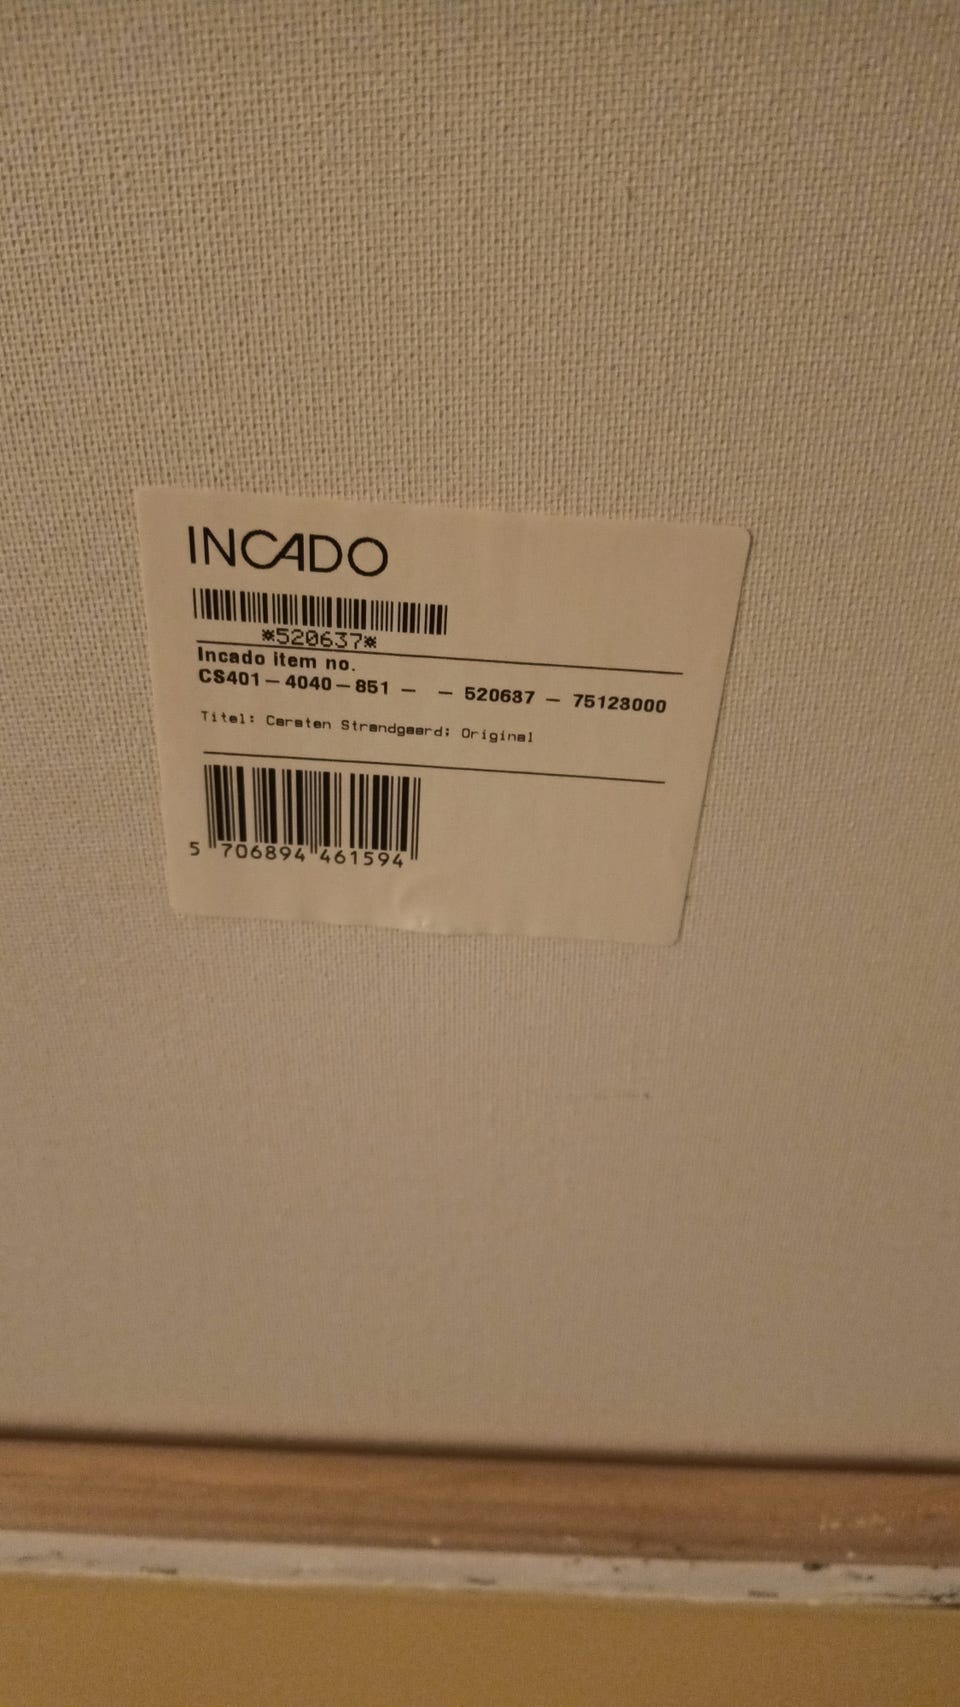 INCADO
*520637*
Incado item no.
CS401-4040-851 - - 520637 - 75123000
Titel: Carsten Strandgaard; Original
5 706894 461594